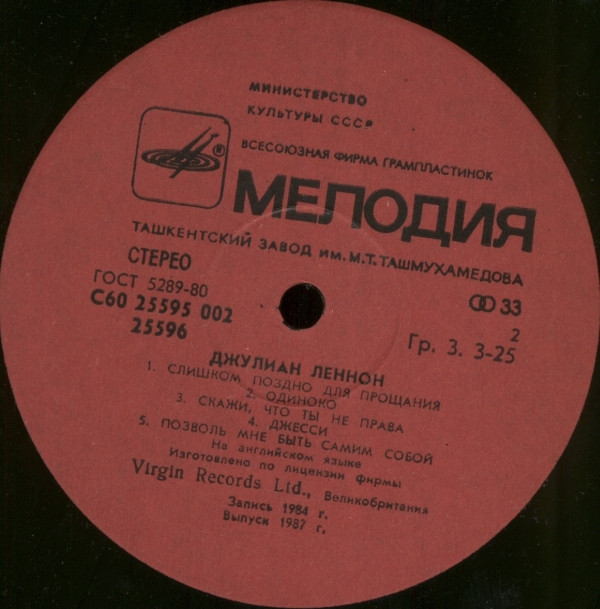 МИНИСТЕРСТВО
КУЛЬТУРЫ СССР
ВСЕСОЮЗНАЯ ФИРМА ГРАМПЛАСТИНОК
МЕЛОДИЯ
ТАШКЕНТСКИЙ ЗАВОД ИМ. М.Т. ТАШМУХАМЕДОВА
СТЕРЕО
ГОСТ 5289-80
С60 25595 002
25596
33
2
Гр. 3. 3-25
ДЖУЛИАН ЛЕННОН
1. СЛИШКОМ ПОЗДНО ДЛЯ ПРОЩАНИЯ
2. ОДИНОКО
3. СКАЖИ, ЧТО ТЫ НЕ ПРАВА
4. ДЖЕССИ
5. ПОЗВОЛЬ МНЕ БЫТЬ САМИМ СОБОЙ
На английском языке
Изготовлено по лицензии фирмы
Virgin Records Ltd., Великобритания
Запись 1984 г.
Выпуск 1987 г.